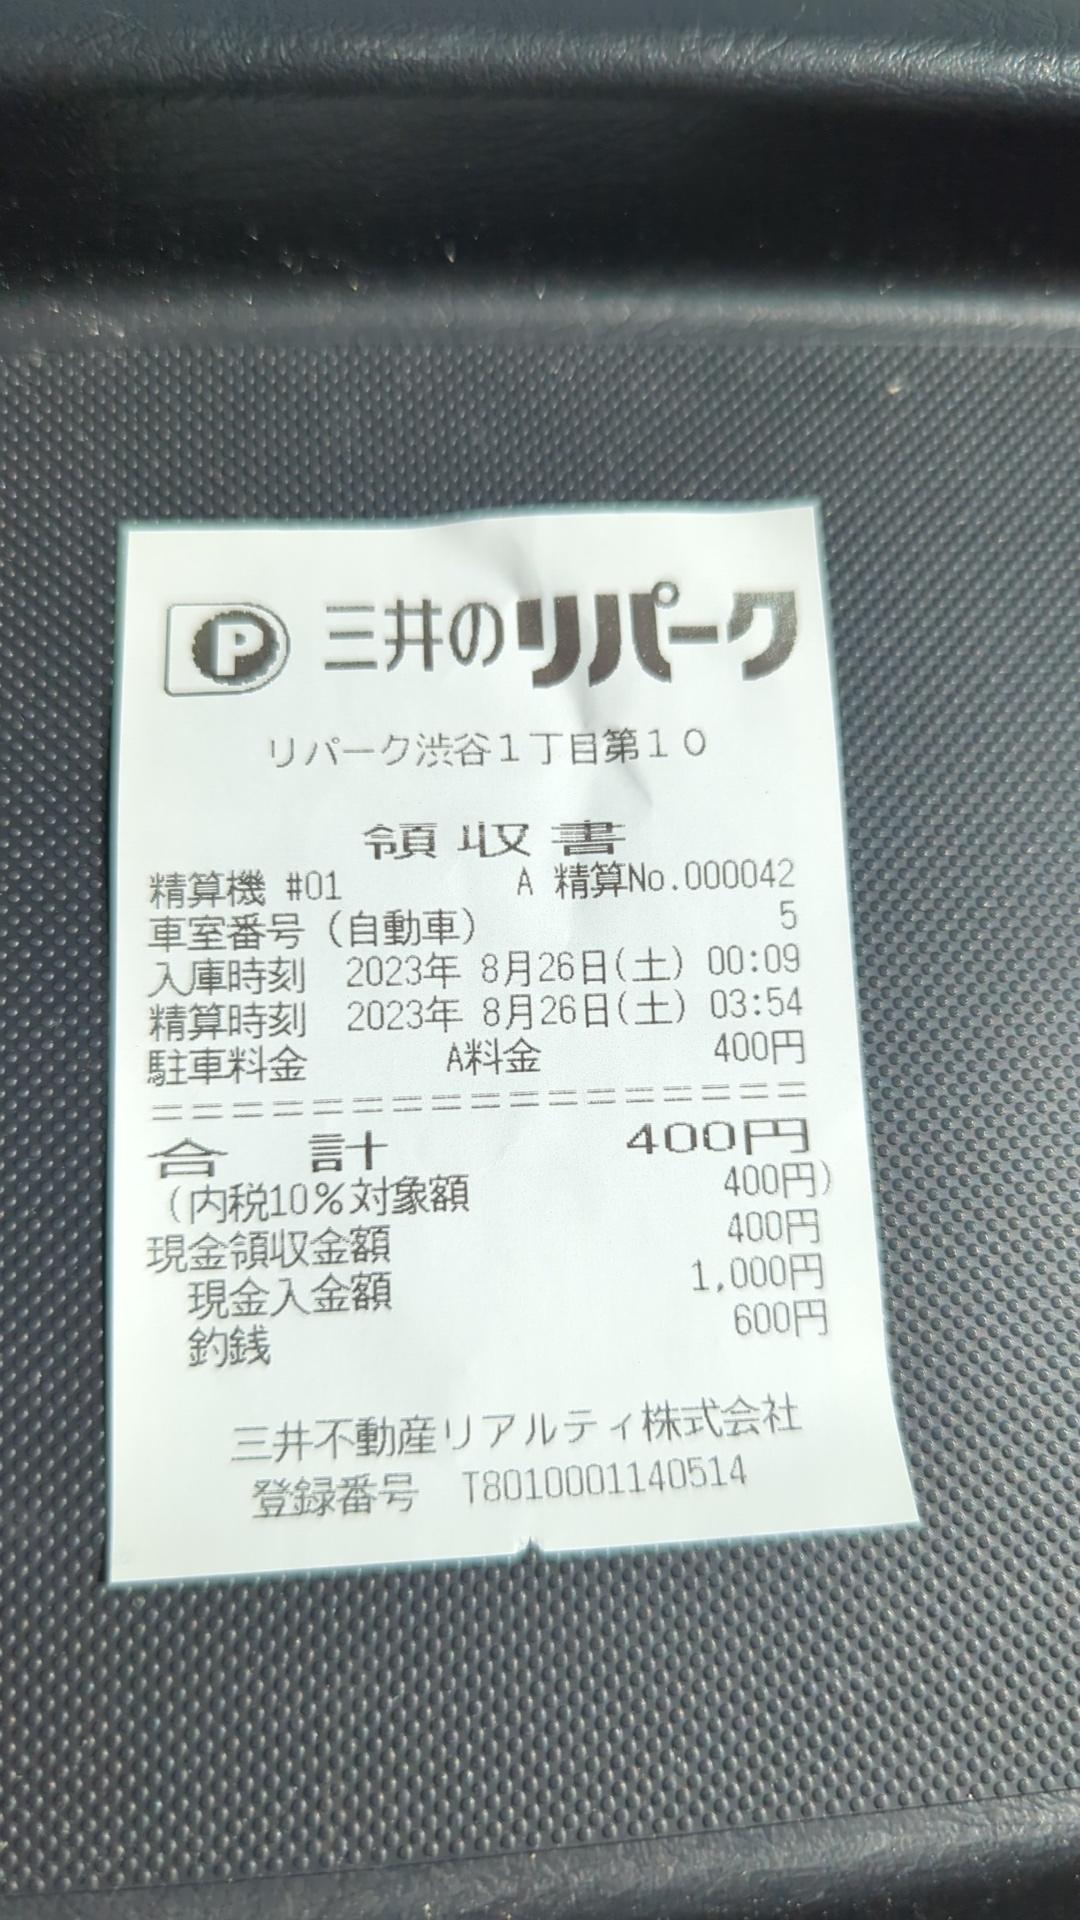 P 三井のリパーク
リパーク渋谷1丁目第10
領収書
精算機 #01 A 精算No.000042
車室番号(自動車) 5
入庫時刻 2023年 8月26日(土) 00:09
精算時刻 2023年 8月26日(土) 03:54
駐車料金 A料金 400円
====================
合計 400円
(内税10%対象額 400円)
現金領収金額 400円
現金入金額 1,000円
釣銭 600円
三井不動産リアルティ株式会社
登録番号 T8010001140514